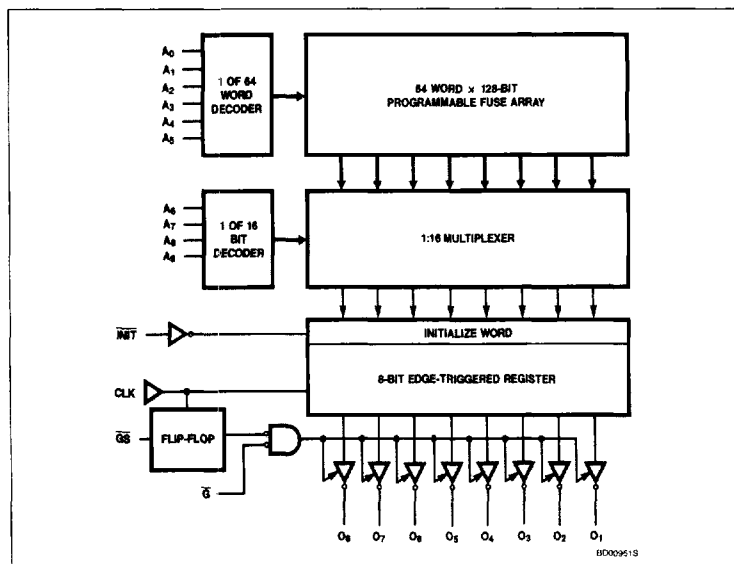 A₀
A₁
A₂
A₃
A₄
A₅
1 OF 64
WORD
DECODER
64 WORD × 128-BIT
PROGRAMMABLE FUSE ARRAY
A₆
A₇
A₈
A₉
1 OF 16
BIT
DECODER
1:16 MULTIPLEXER
I̅N̅I̅T̅
INITIALIZE WORD
8-BIT EDGE-TRIGGERED REGISTER
CLK
G̅S̅
FLIP-FLOP
G̅
O₈ O₇ O₆ O₅ O₄ O₃ O₂ O₁
BD00951S